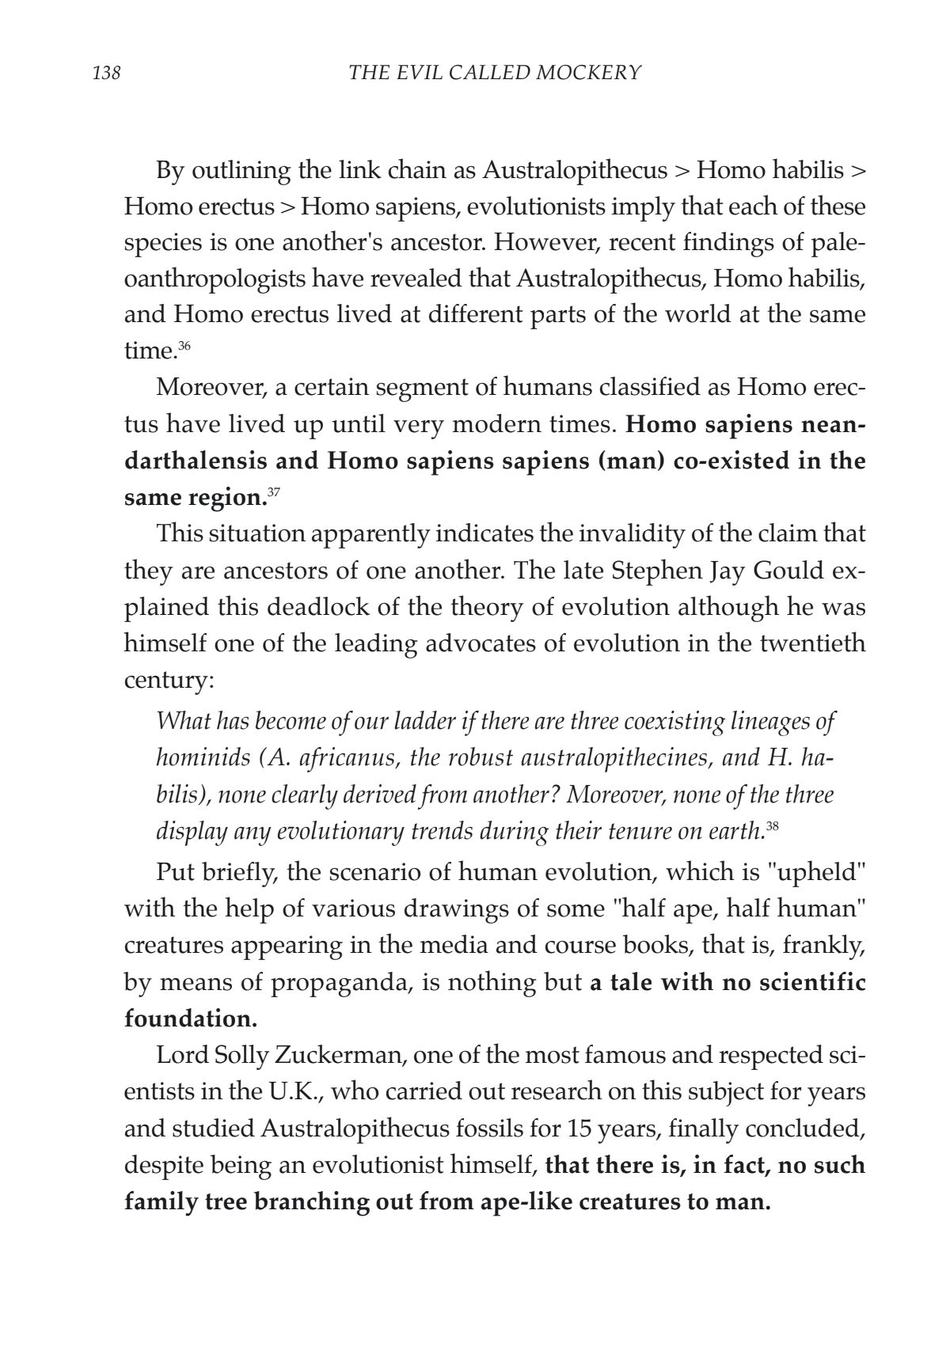 138
THE EVIL CALLED MOCKERY
By outlining the link chain as Australopithecus > Homo habilis >
Homo erectus > Homo sapiens, evolutionists imply that each of these
species is one another's ancestor. However, recent findings of pale-
oanthropologists have revealed that Australopithecus, Homo habilis,
and Homo erectus lived at different parts of the world at the same
time.36
Moreover, a certain segment of humans classified as Homo erec-
tus have lived up until very modern times. Homo sapiens nean-
darthalensis and Homo sapiens sapiens (man) co-existed in the
same region.37
This situation apparently indicates the invalidity of the claim that
they are ancestors of one another. The late Stephen Jay Gould ex-
plained this deadlock of the theory of evolution although he was
himself one of the leading advocates of evolution in the twentieth
century:
What has become of our ladder if there are three coexisting lineages of
hominids (A. africanus, the robust australopithecines, and H. ha-
bilis), none clearly derived from another? Moreover, none of the three
display any evolutionary trends during their tenure on earth.38
Put briefly, the scenario of human evolution, which is "upheld"
with the help of various drawings of some "half ape, half human"
creatures appearing in the media and course books, that is, frankly,
by means of propaganda, is nothing but a tale with no scientific
foundation.
Lord Solly Zuckerman, one of the most famous and respected sci-
entists in the U.K., who carried out research on this subject for years
and studied Australopithecus fossils for 15 years, finally concluded,
despite being an evolutionist himself, that there is, in fact, no such
family tree branching out from ape-like creatures to man.